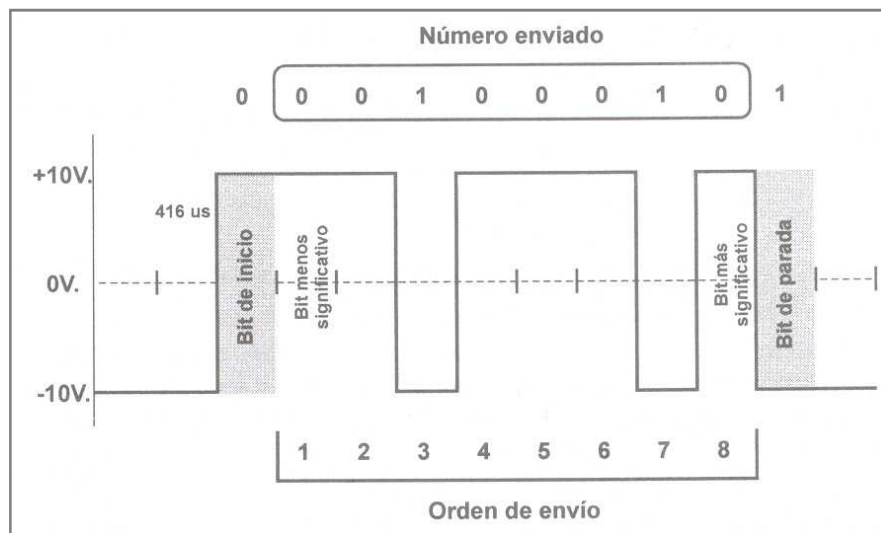 Número enviado
0 0 0 1 0 0 0 1 0 1
+10V.
416 us
0V.
-10V.
Bit de inicio
Bit menos
significativo
Bit más
significativo
Bit de parada
1 2 3 4 5 6 7 8
Orden de envío